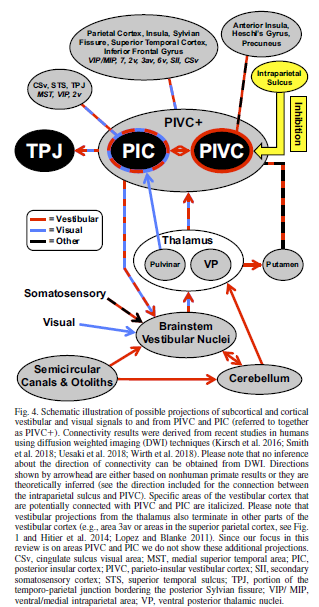 Parietal Cortex, Insula, Sylvian
Fissure, Superior Temporal Cortex,
Inferior Frontal Gyrus
VIP/MIP, 7, 2v, 3av, 6v, SII, CSv
Anterior Insula,
Heschl's Gyrus,
Precuneus
CSv, STS, TPJ
MST, VIP, 2v
Intraparietal
Sulcus
Inhibition
PIVC+
TPJ
PIC
PIVC
= Vestibular
= Visual
= Other
Thalamus
Pulvinar
VP
Putamen
Somatosensory
Visual
Brainstem
Vestibular Nuclei
Semicircular
Canals & Otoliths
Cerebellum
Fig. 4. Schematic illustration of possible projections of subcortical and cortical
vestibular and visual signals to and from PIVC and PIC (referred to together
as PIVC+). Connectivity results were derived from recent studies in humans
using diffusion weighted imaging (DWI) techniques (Kirsch et al. 2016; Smith
et al. 2018; Uesaki et al. 2018; Wirth et al. 2018). Please note that no inference
about the direction of connectivity can be obtained from DWI. Directions
shown by arrowhead are either based on nonhuman primate results or they are
theoretically inferred (see the direction included for the connection between
the intraparietal sulcus and PIVC). Specific areas of the vestibular cortex that
are potentially connected with PIVC and PIC are italicized. Please note that
vestibular projections from the thalamus also terminate in other parts of the
vestibular cortex (e.g., area 3av or areas in the superior parietal cortex, see Fig.
1 and Hitier et al. 2014; Lopez and Blanke 2011). Since our focus in this
review is on areas PIVC and PIC we do not show these additional projections.
CSv, cingulate sulcus visual area; MST, medial superior temporal area; PIC,
posterior insular cortex; PIVC, parieto-insular vestibular cortex; SII, secondary
somatosensory cortex; STS, superior temporal sulcus; TPJ, portion of the
temporo-parietal junction bordering the posterior Sylvian fissure; VIP/ MIP,
ventral/medial intraparietal area; VP, ventral posterior thalamic nuclei.